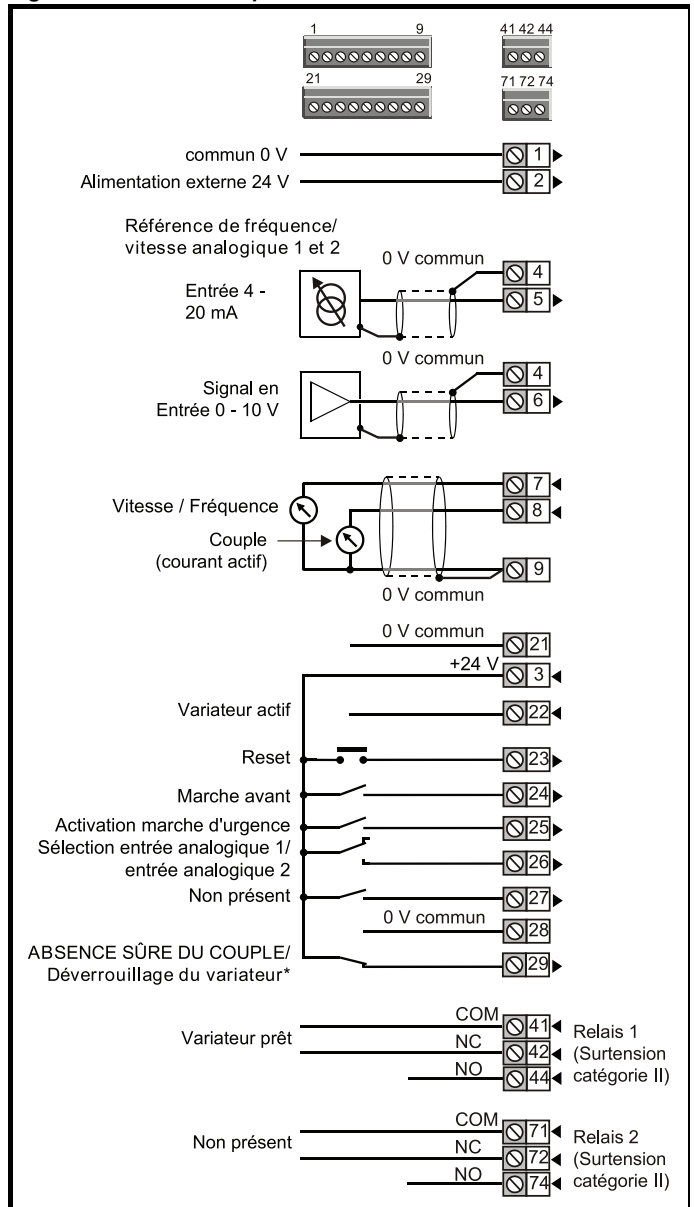 1 9 41 42 44
21 29 71 72 74
commun 0 V 1
Alimentation externe 24 V 2
Référence de fréquence/
vitesse analogique 1 et 2
0 V commun 4
Entrée 4 -
20 mA
5
0 V commun 4
Signal en
Entrée 0 - 10 V
6
Vitesse / Fréquence 7
8
Couple
(courant actif)
9
0 V commun
0 V commun 21
+24 V 3
Variateur actif 22
Reset 23
Marche avant 24
Activation marche d'urgence 25
Sélection entrée analogique 1/
entrée analogique 2 26
Non présent 27
0 V commun 28
ABSENCE SÛRE DU COUPLE/
Déverrouillage du variateur* 29
Variateur prêt
COM 41
NC 42
NO 44
Relais 1
(Surtension
catégorie II)
Non présent
COM 71
NC 72
NO 74
Relais 2
(Surtension
catégorie II)